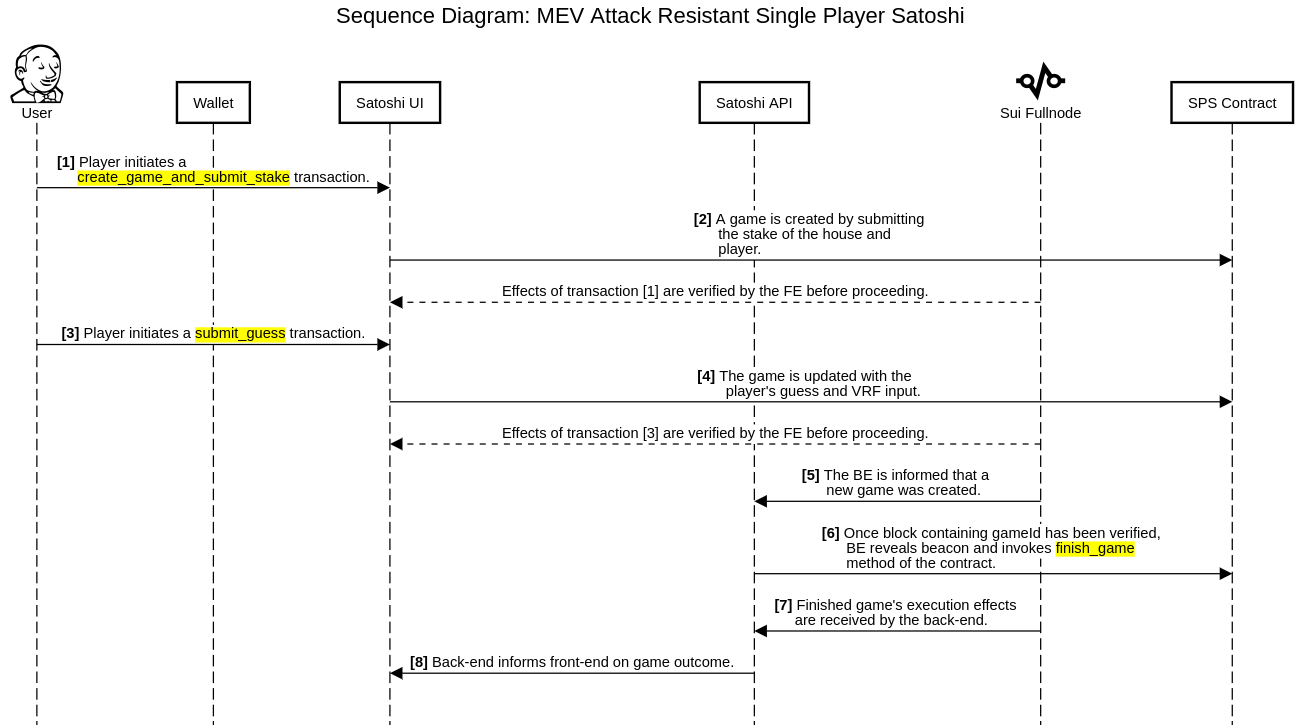 Sequence Diagram: MEV Attack Resistant Single Player Satoshi
User
Wallet
Satoshi UI
Satoshi API
Sui Fullnode
SPS Contract
[1] Player initiates a
create_game_and_submit_stake transaction.
[2] A game is created by submitting
the stake of the house and
player.
Effects of transaction [1] are verified by the FE before proceeding.
[3] Player initiates a submit_guess transaction.
[4] The game is updated with the
player's guess and VRF input.
Effects of transaction [3] are verified by the FE before proceeding.
[5] The BE is informed that a
new game was created.
[6] Once block containing gameId has been verified,
BE reveals beacon and invokes finish_game
method of the contract.
[7] Finished game's execution effects
are received by the back-end.
[8] Back-end informs front-end on game outcome.